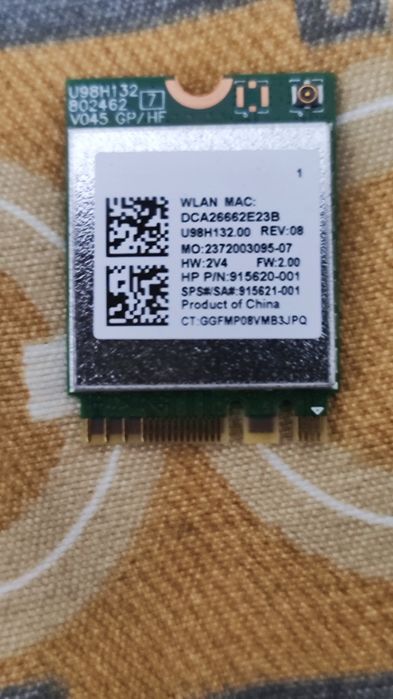 U98H132
802462 7
V045 GP/HF
1
WLAN MAC:
DCA26662E23B
U98H132.00 REV:08
MO:2372003095-07
HW:2V4 FW:2.00
HP P/N:915620-001
SPS#/SA#:915621-001
Product of China
CT:GGFMP08VMB3JPQ